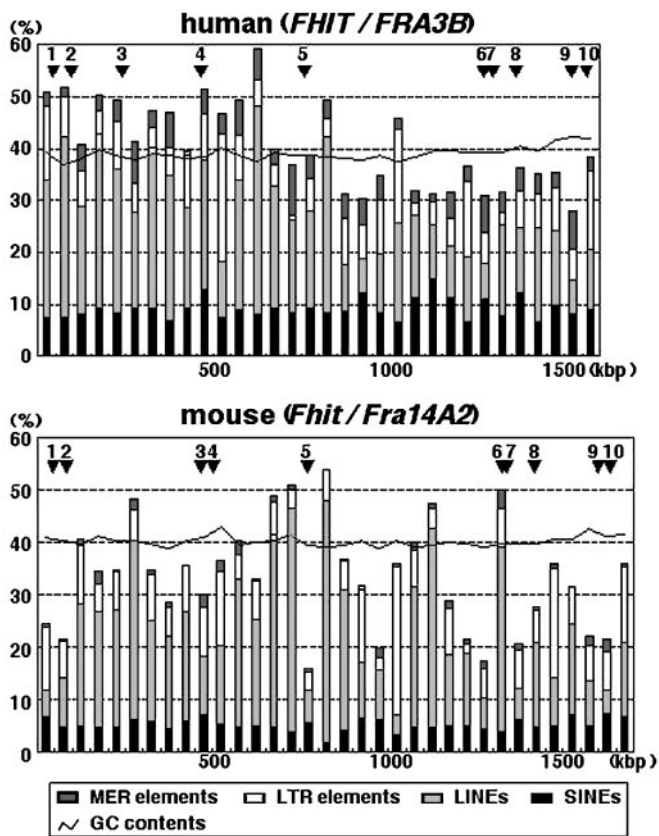 (%) human (FHIT / FRA3B)
60
1 2 3 4 5 67 8 9 10
50
40
30
20
10
0
500 1000 1500 (kbp)
(%) mouse (Fhit / Fra14A2)
60
1 2 34 5 67 8 9 10
50
40
30
20
10
0
500 1000 1500 (kbp)
MER elements LTR elements LINEs SINEs
GC contents